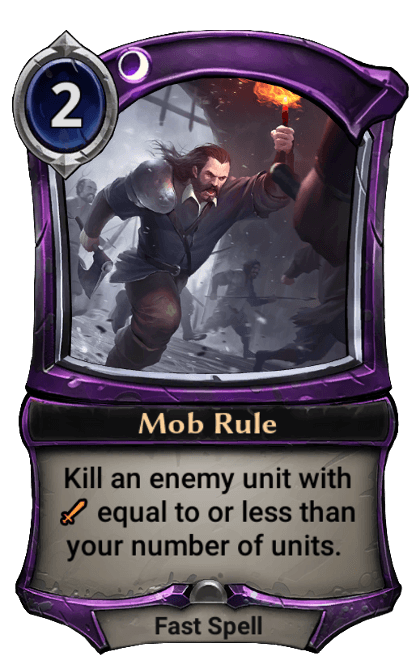 2
Mob Rule
Kill an enemy unit with
equal to or less than
your number of units.
Fast Spell